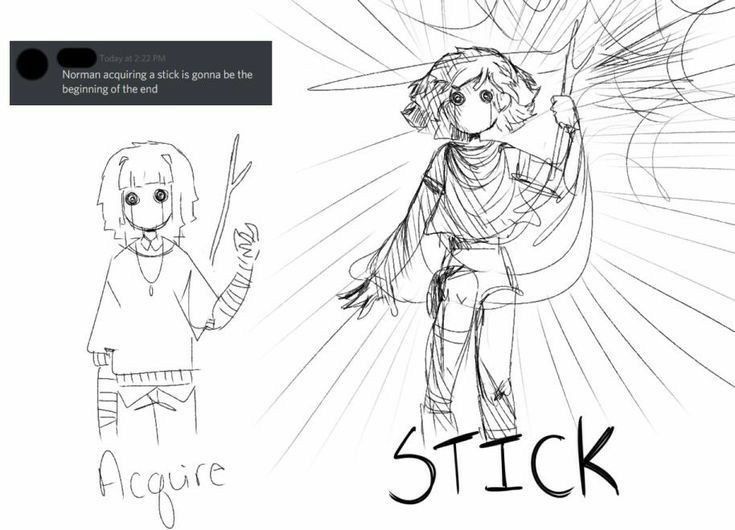 Today at 2:22 PM
Norman acquiring a stick is gonna be the
beginning of the end
Acquire
STICK